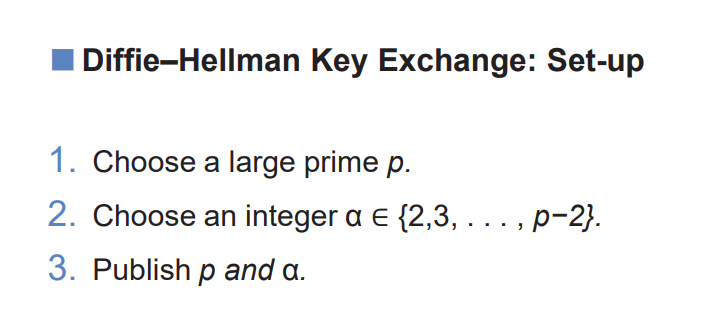 Diffie–Hellman Key Exchange: Set-up
1. Choose a large prime p.
2. Choose an integer α ∈ {2,3, . . . , p−2}.
3. Publish p and α.